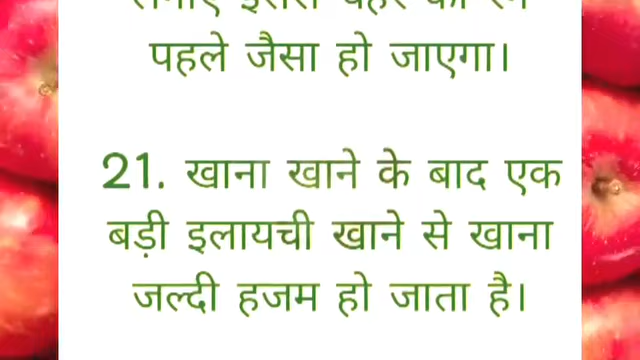 पहले जैसा हो जाएगा।
21. खाना खाने के बाद एक
बड़ी इलायची खाने से खाना
जल्दी हजम हो जाता है।